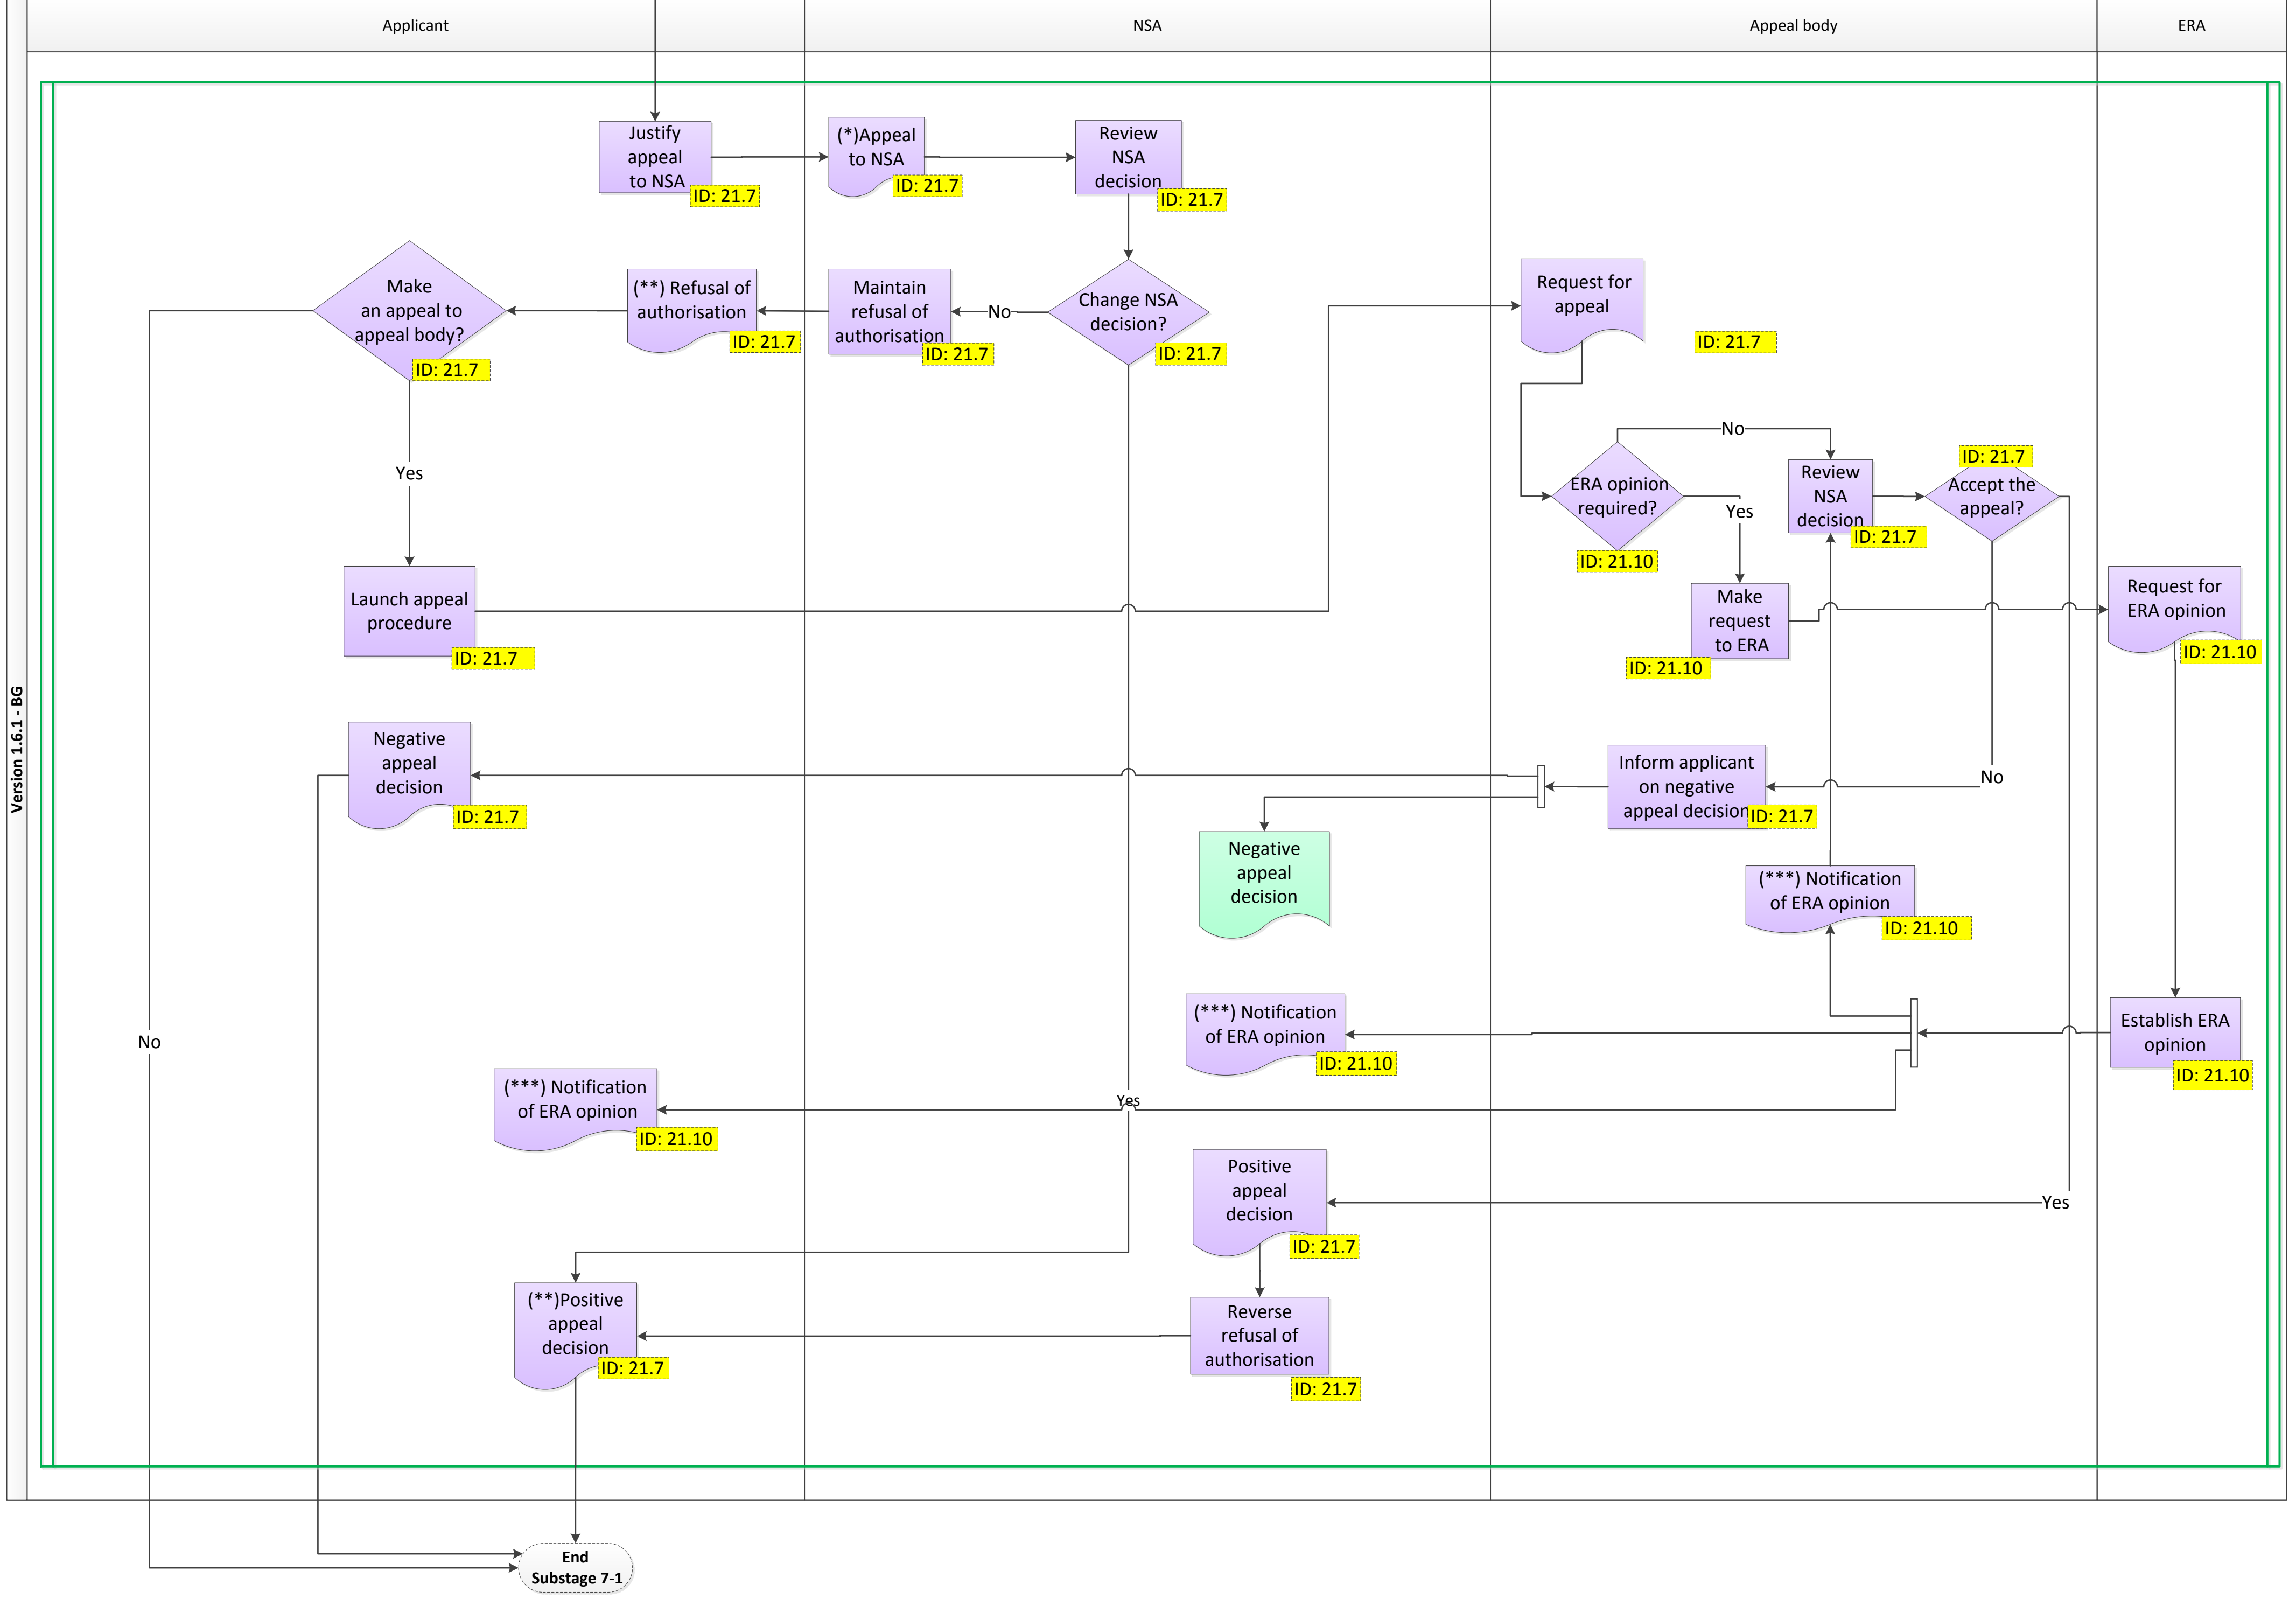 Applicant
NSA
Appeal body
ERA
Version 1.6.1 - BG
Justify
appeal
to NSA
ID: 21.7
(*)Appeal
to NSA
ID: 21.7
Review
NSA
decision
ID: 21.7
Make
an appeal to
appeal body?
ID: 21.7
(**) Refusal of
authorisation
ID: 21.7
Maintain
refusal of
authorisation
ID: 21.7
No
Change NSA
decision?
ID: 21.7
Request for
appeal
ID: 21.7
No
Yes
ERA opinion
required?
ID: 21.10
Yes
Review
NSA
decision
ID: 21.7
ID: 21.7
Accept the
appeal?
Launch appeal
procedure
ID: 21.7
Make
request
to ERA
ID: 21.10
Request for
ERA opinion
ID: 21.10
Negative
appeal
decision
ID: 21.7
Inform applicant
on negative
appeal decision
ID: 21.7
No
Negative
appeal
decision
(***) Notification
of ERA opinion
ID: 21.10
No
(***) Notification
of ERA opinion
ID: 21.10
Establish ERA
opinion
ID: 21.10
(***) Notification
of ERA opinion
ID: 21.10
Yes
Positive
appeal
decision
ID: 21.7
Yes
(**)Positive
appeal
decision
ID: 21.7
Reverse
refusal of
authorisation
ID: 21.7
End
Substage 7-1